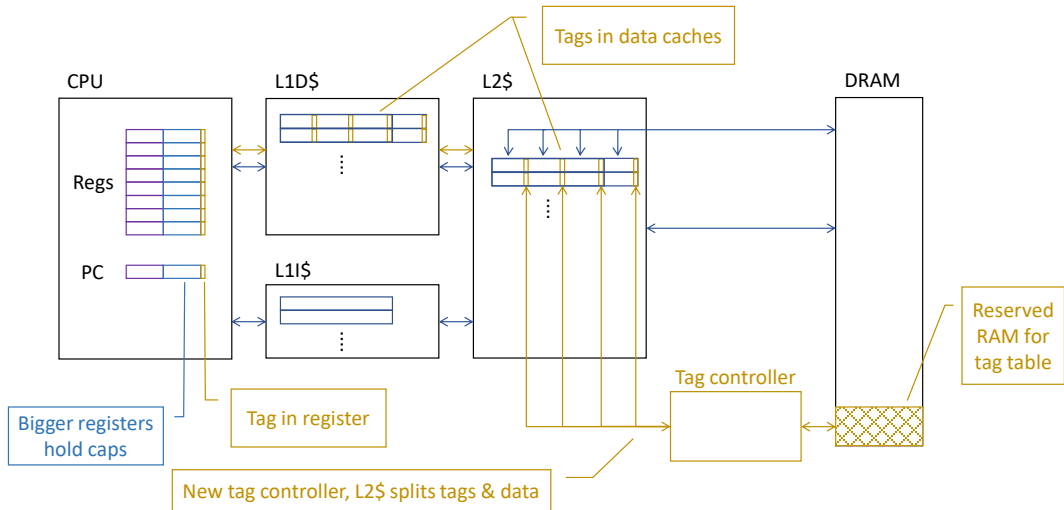 Tags in data caches
CPU
L1D$
L2$
DRAM
Regs
PC
L1I$
Reserved
RAM for
tag table
Tag controller
Bigger registers
hold caps
Tag in register
New tag controller, L2$ splits tags & data